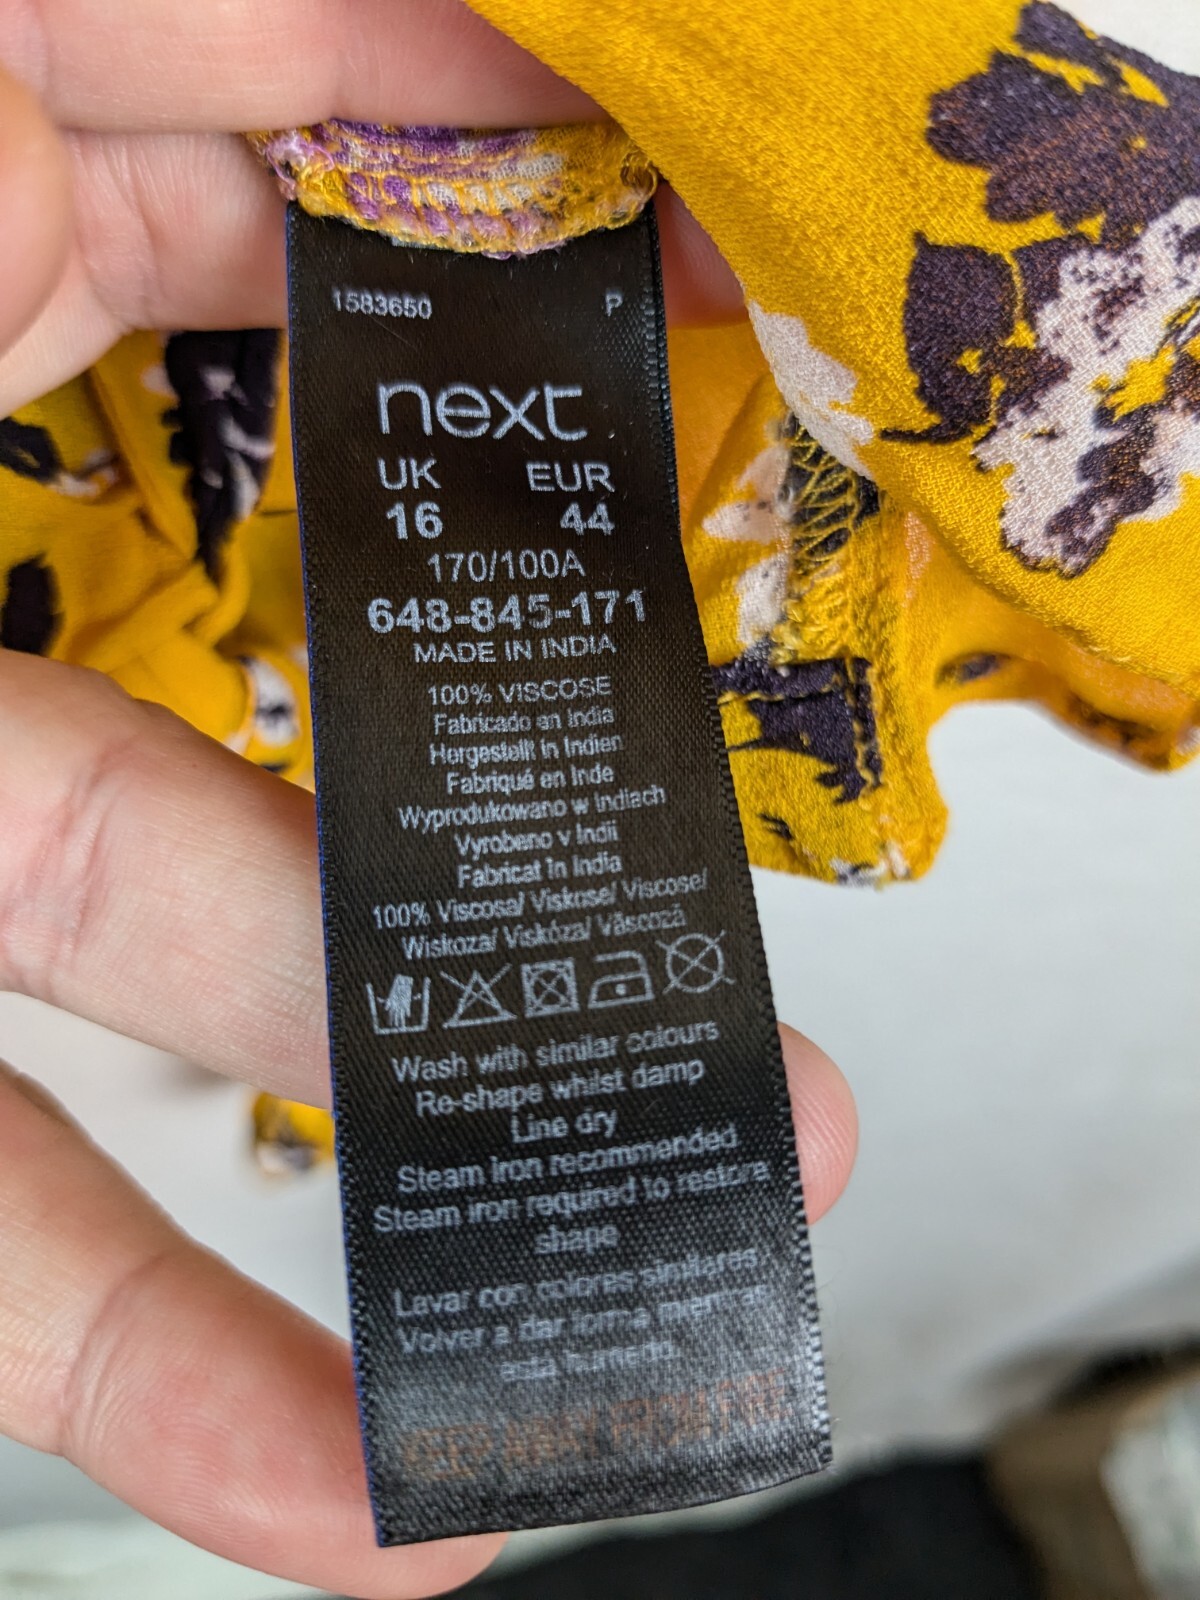 1583650 P
next
UK EUR
16 44
170/100A
648-845-171
MADE IN INDIA
100% VISCOSE
Fabricado en India
Hergestellt in Indien
Fabriqué en Inde
Wyprodukowano w Indiach
Vyrobeno v Indii
Fabricat în India
100% Viscosa/ Viskose/ Viscose/
Wiskoza/ Viskóza/ Vâscoză
Wash with similar colours
Re-shape whilst damp
Line dry
Steam iron recommended
Steam iron required to restore
shape
Lavar con colores similares
Volver a dar forma mientras
esta humedo
KEEP AWAY FROM FIRE